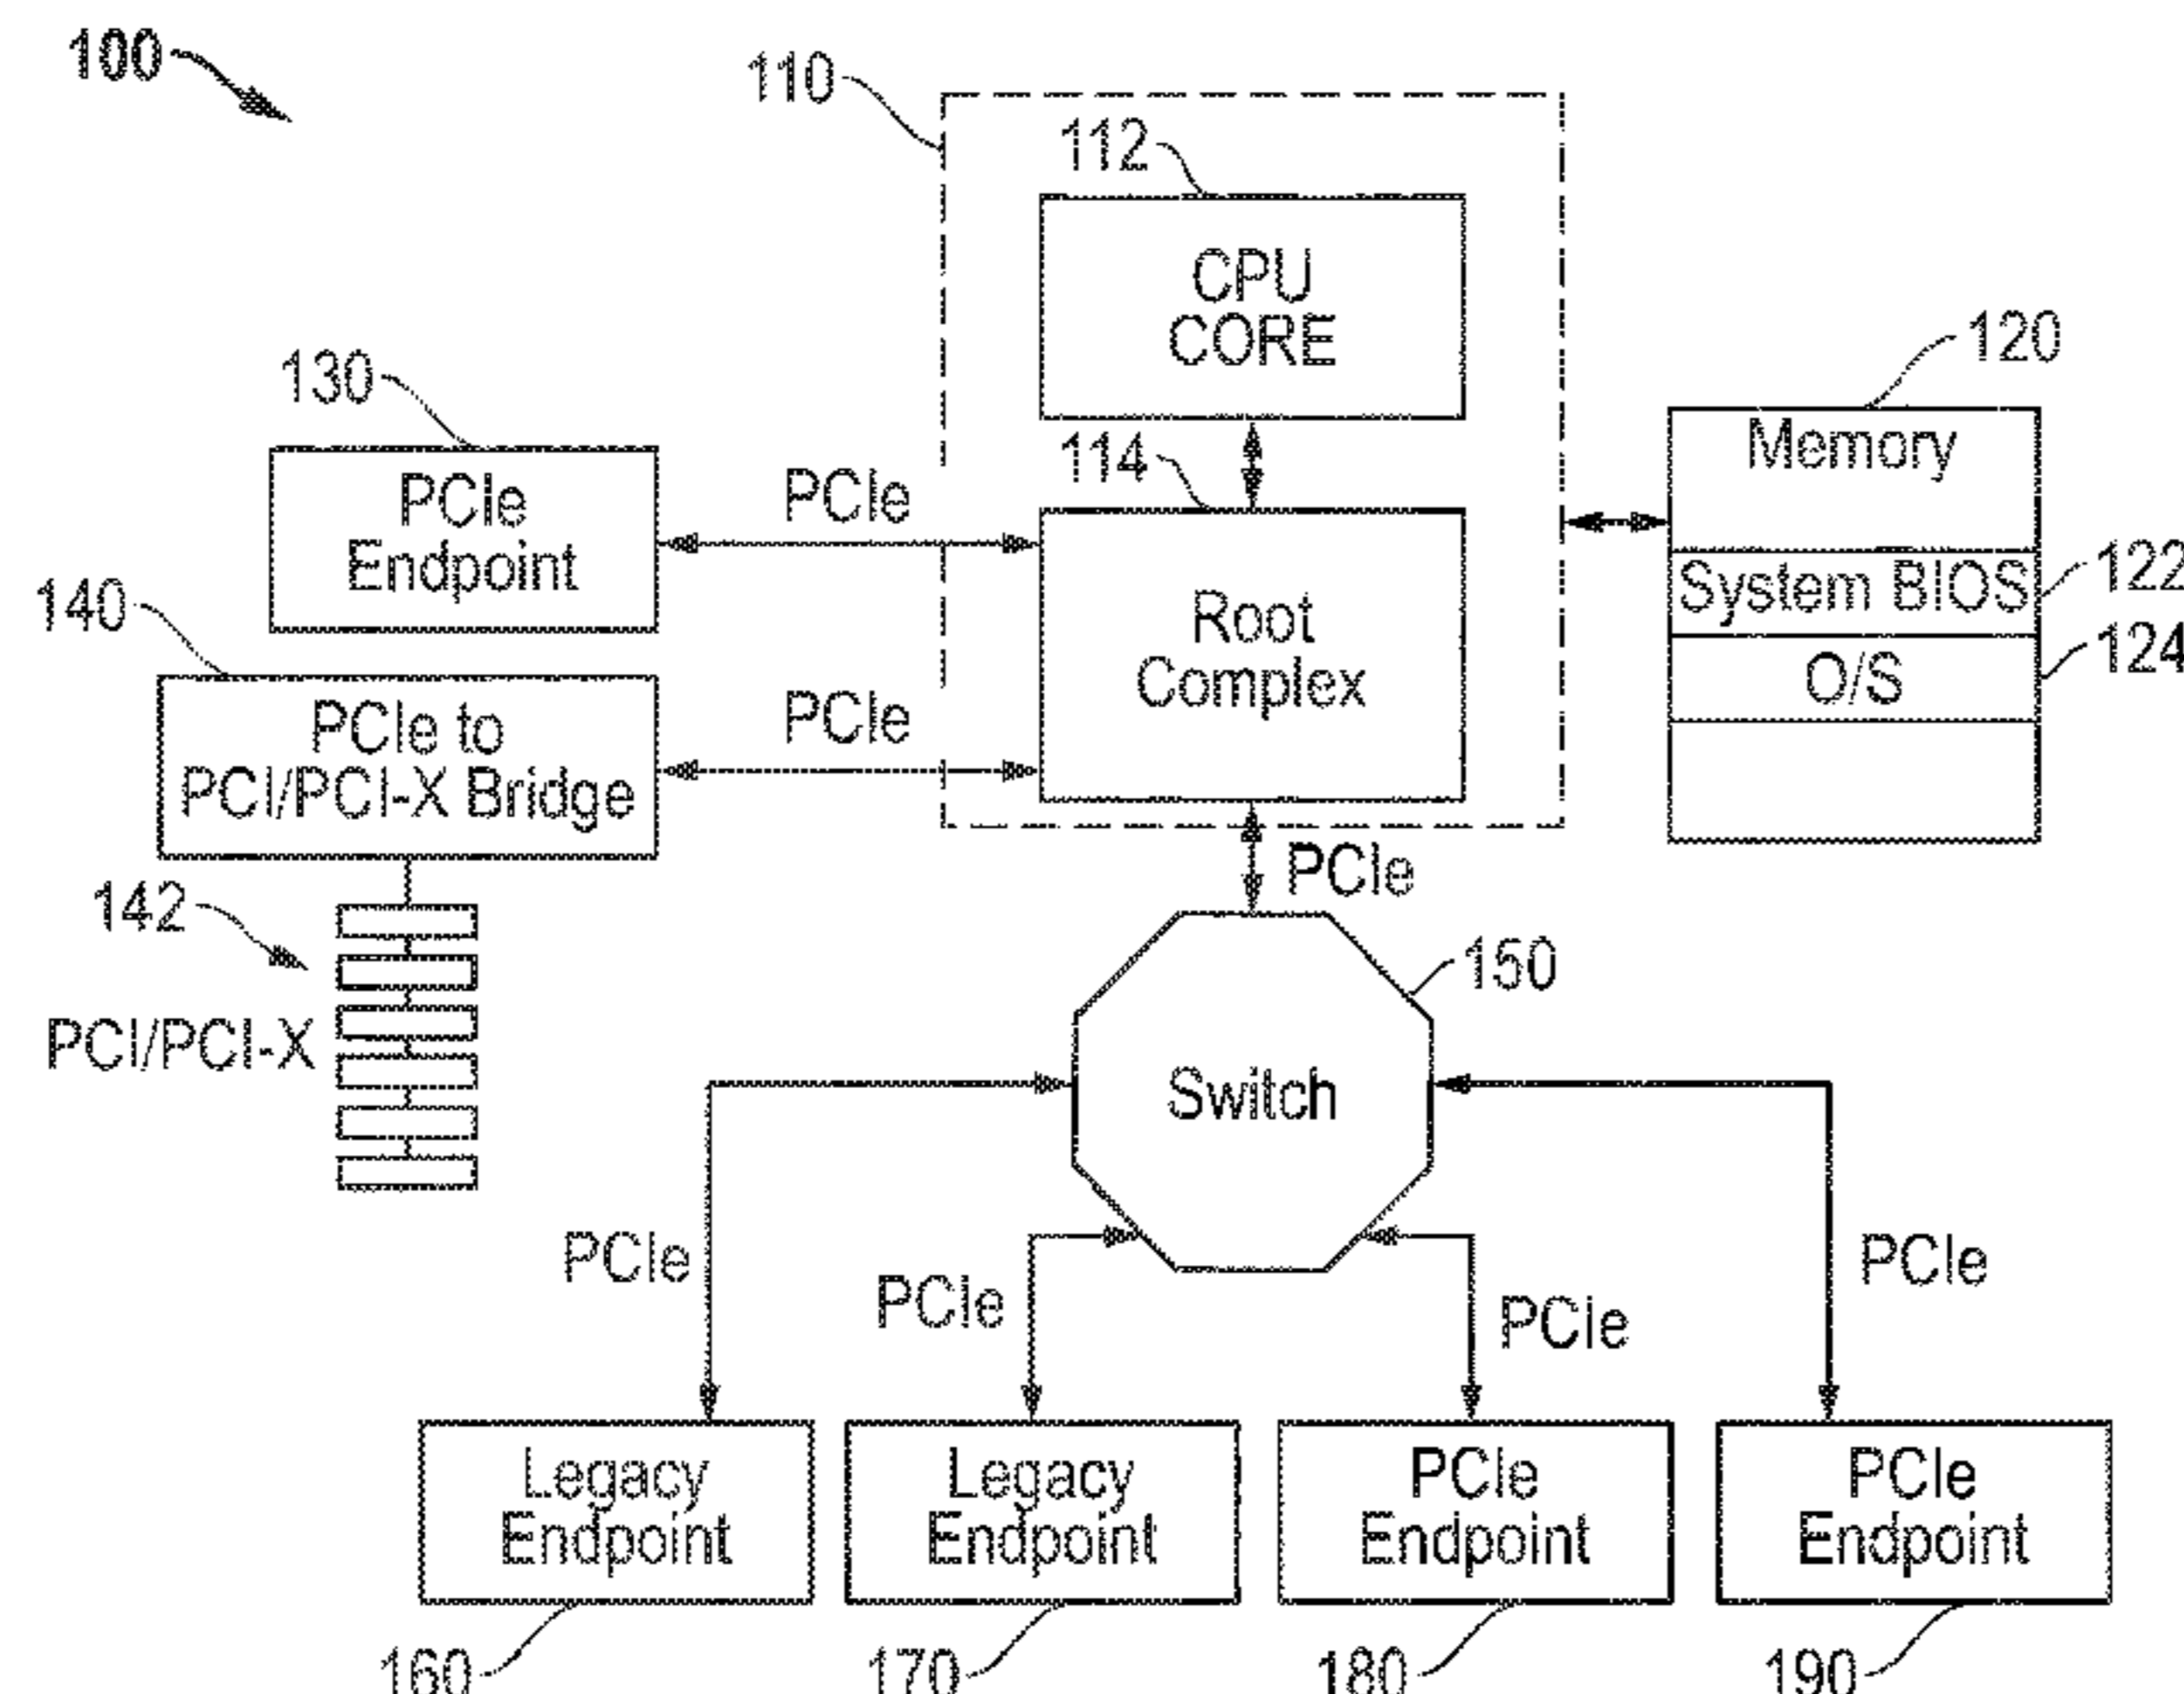 100
110
112
CPU
CORE
120
130
114
Memory
PCIe
Endpoint
PCIe
System BIOS
122
140
Root
Complex
O/S
124
PCIe to
PCI/PCI-X Bridge
PCIe
PCIe
142
150
PCI/PCI-X
Switch
PCIe
PCIe
PCIe
PCIe
Legacy
Endpoint
Legacy
Endpoint
PCIe
Endpoint
PCIe
Endpoint
160
170
180
190